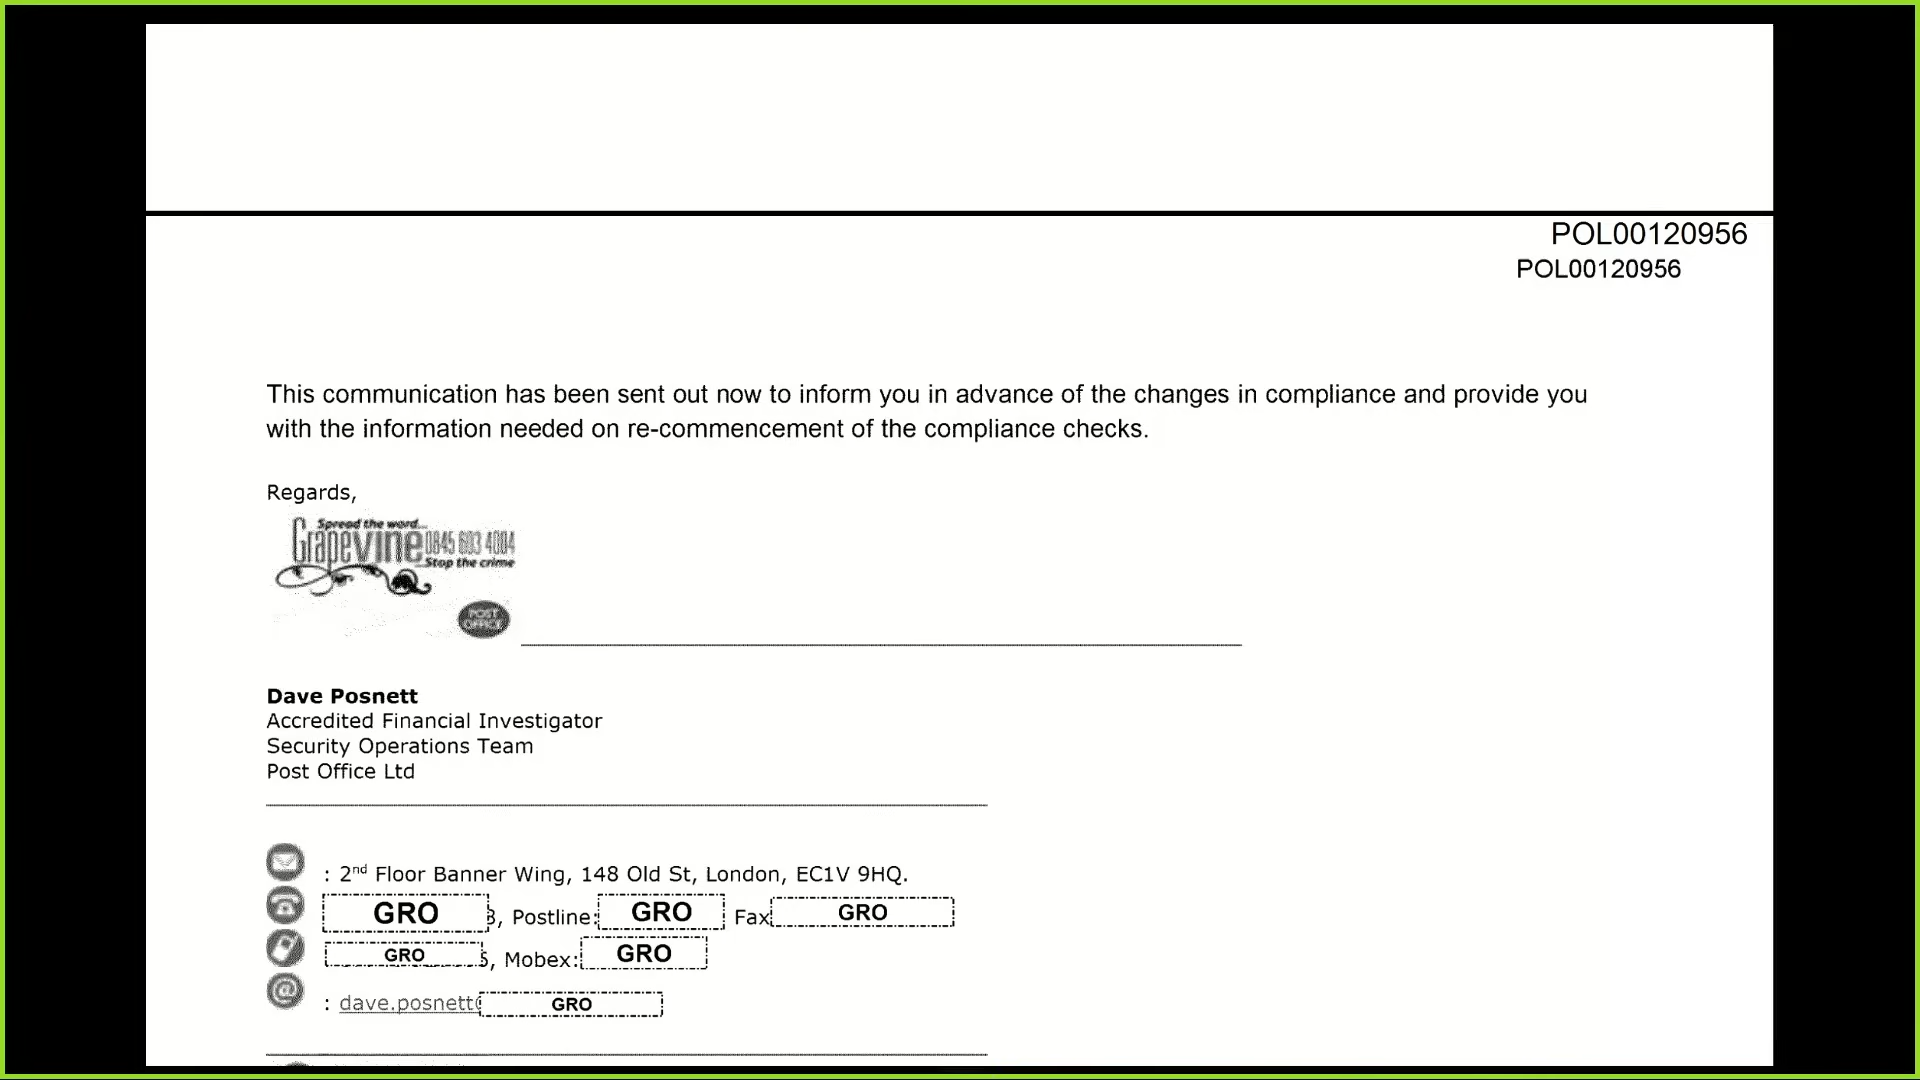 POL00120956
POL00120956
This communication has been sent out now to inform you in advance of the changes in compliance and provide you
with the information needed on re-commencement of the compliance checks.
Regards,
Spread the word...
Grapevine 0845 603 4004
...Stop the crime
POST
OFFICE
Dave Posnett
Accredited Financial Investigator
Security Operations Team
Post Office Ltd
: 2nd Floor Banner Wing, 148 Old St, London, EC1V 9HQ.
GRO 3, Postline: GRO Fax GRO
GRO 5, Mobex: GRO
: dave.posnett GRO